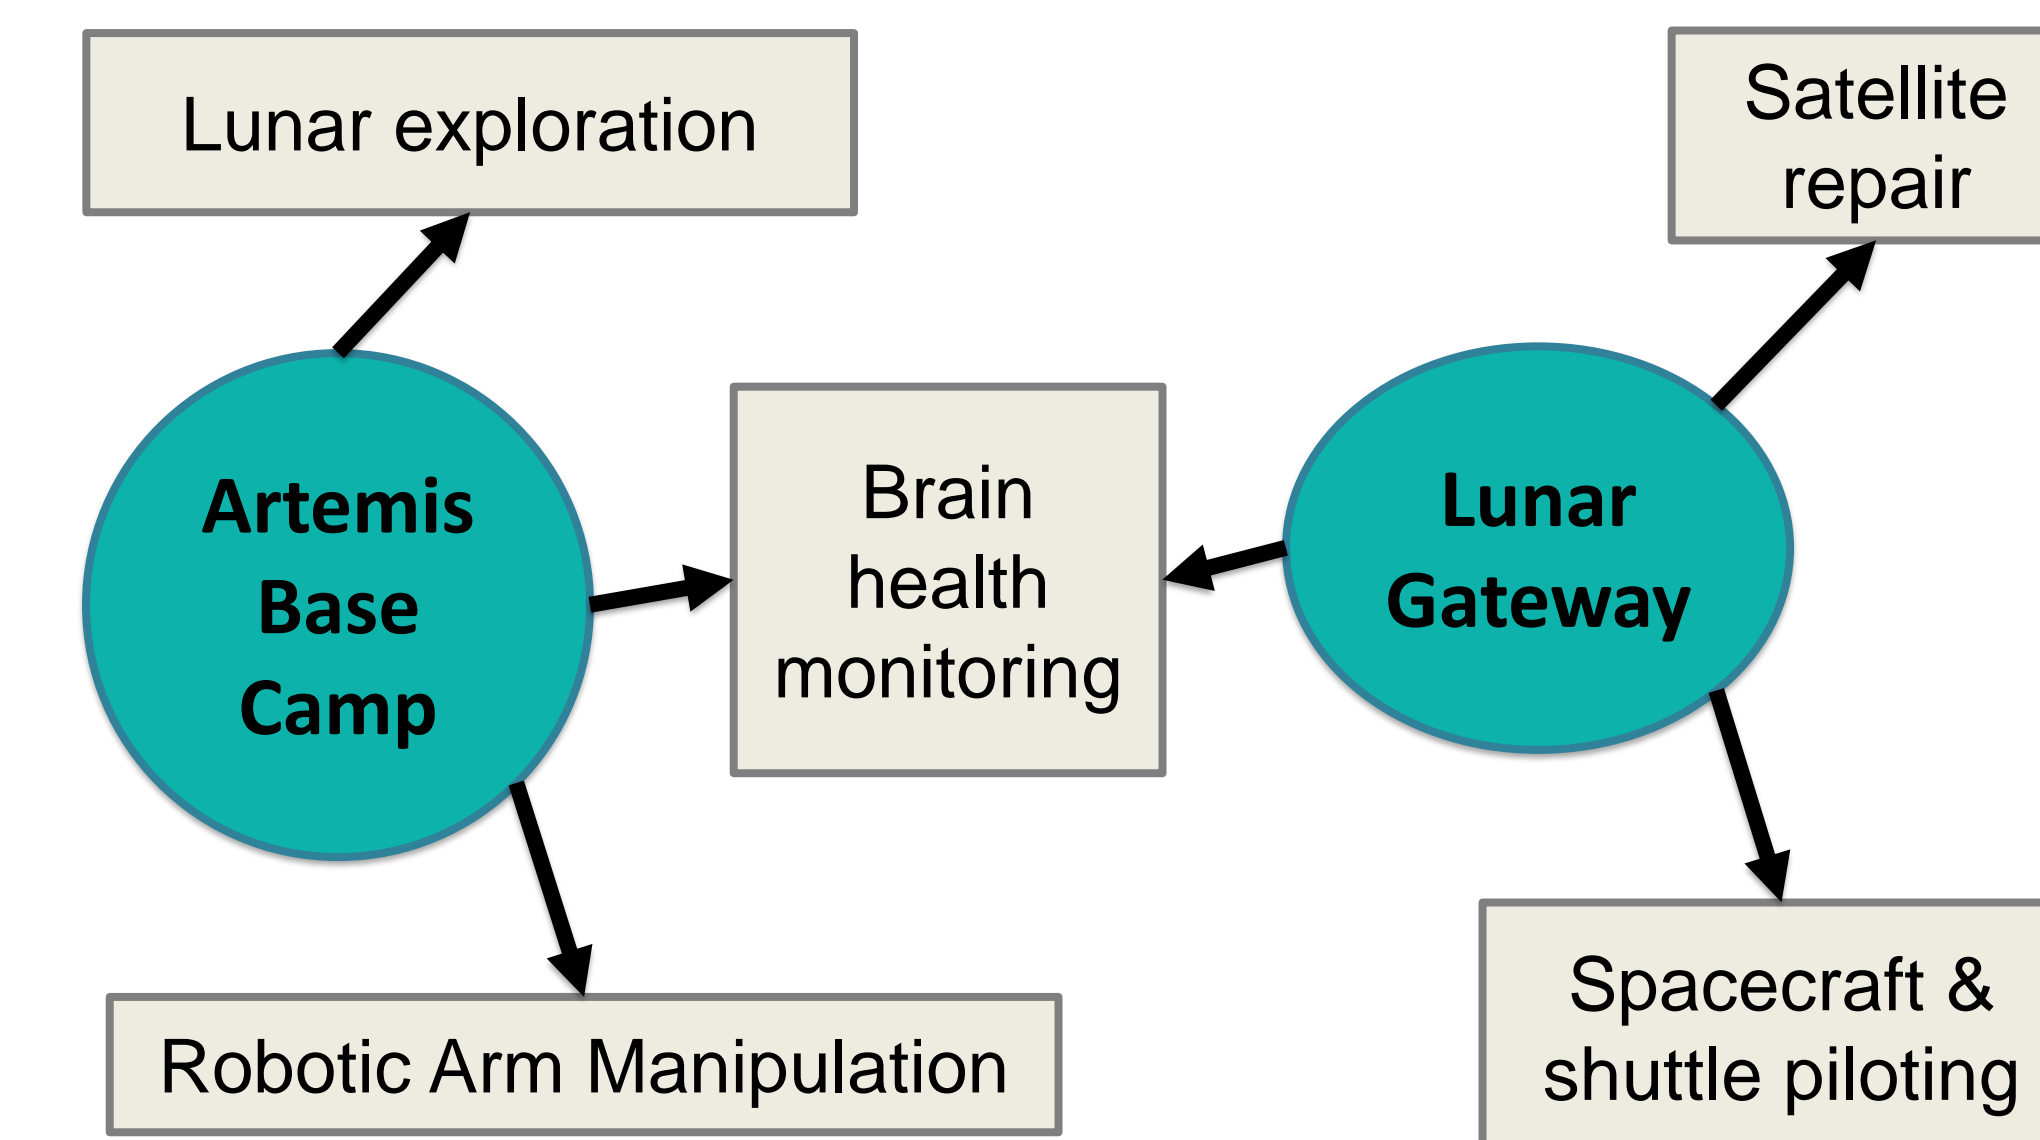 Lunar exploration
Satellite
repair
Artemis
Base
Camp
Brain
health
monitoring
Lunar
Gateway
Robotic Arm Manipulation
Spacecraft &
shuttle piloting